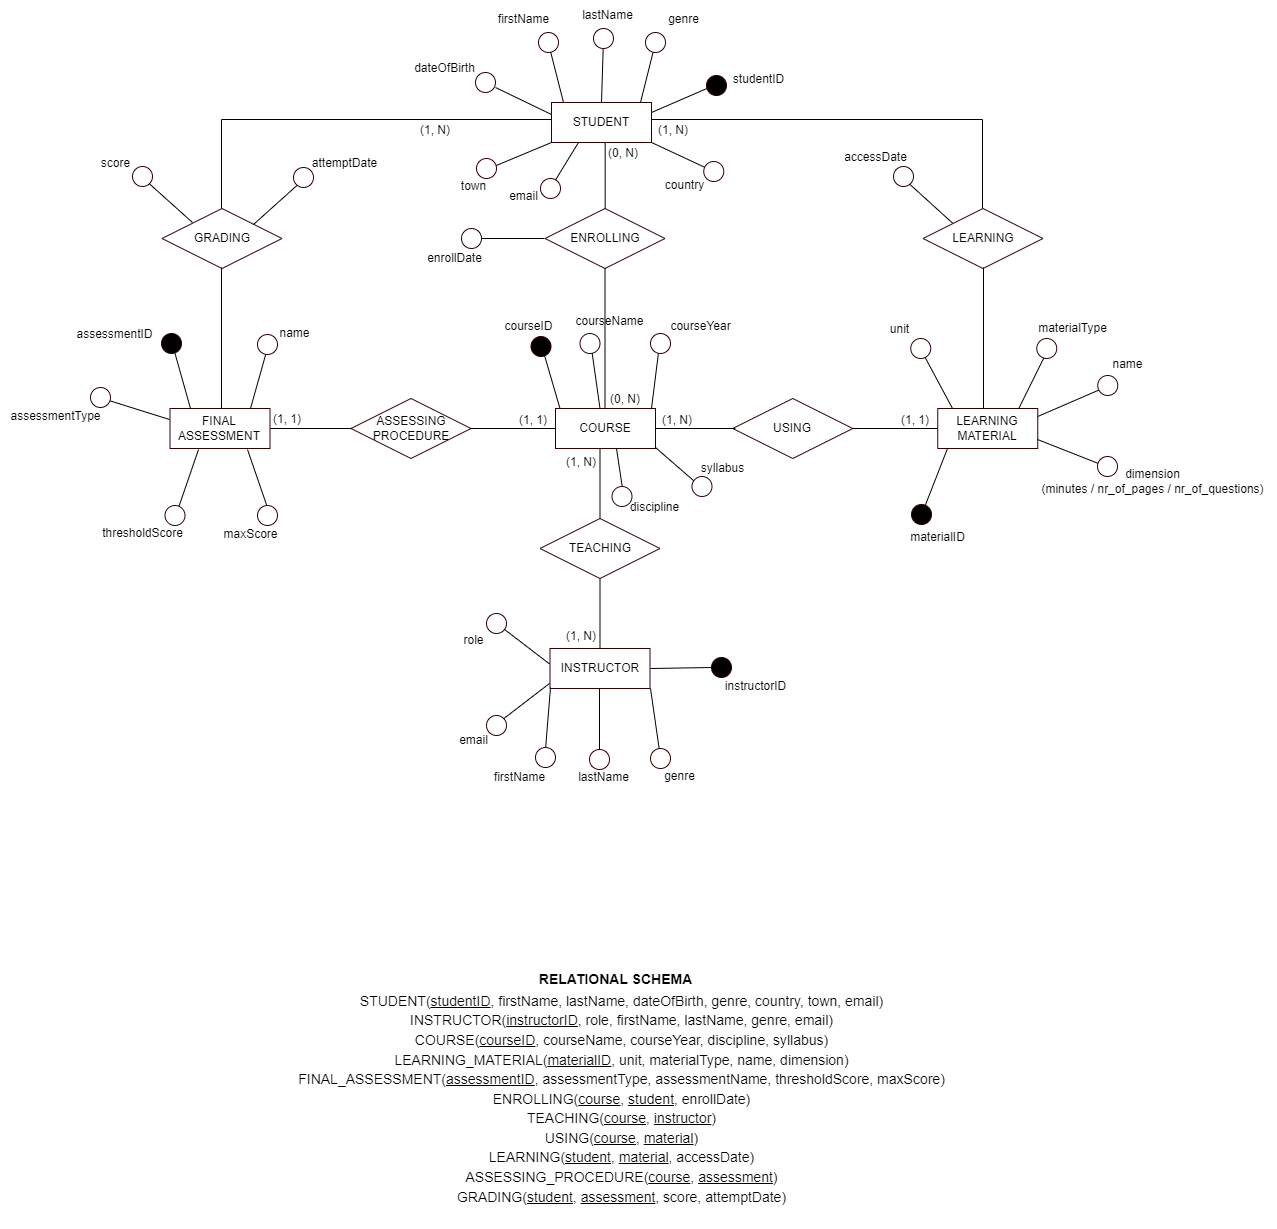 lastName
firstName
genre
dateOfBirth
studentID
STUDENT
(1, N)
(1, N)
(0, N)
score
attemptDate
accessDate
town
email
country
GRADING
ENROLLING
LEARNING
enrollDate
assessmentID
name
courseID
courseName
courseYear
unit
materialType
name
assessmentType
(0, N)
FINAL
ASSESSMENT
(1, 1)
ASSESSING
PROCEDURE
(1, 1)
COURSE
(1, N)
USING
(1, 1)
LEARNING
MATERIAL
(1, N)
syllabus
dimension
(minutes / nr_of_pages / nr_of_questions)
discipline
thresholdScore
maxScore
materialID
TEACHING
(1, N)
role
INSTRUCTOR
instructorID
email
firstName
lastName
genre
RELATIONAL SCHEMA
STUDENT(studentID, firstName, lastName, dateOfBirth, genre, country, town, email)
INSTRUCTOR(instructorID, role, firstName, lastName, genre, email)
COURSE(courseID, courseName, courseYear, discipline, syllabus)
LEARNING_MATERIAL(materialID, unit, materialType, name, dimension)
FINAL_ASSESSMENT(assessmentID, assessmentType, assessmentName, thresholdScore, maxScore)
ENROLLING(course, student, enrollDate)
TEACHING(course, instructor)
USING(course, material)
LEARNING(student, material, accessDate)
ASSESSING_PROCEDURE(course, assessment)
GRADING(student, assessment, score, attemptDate)